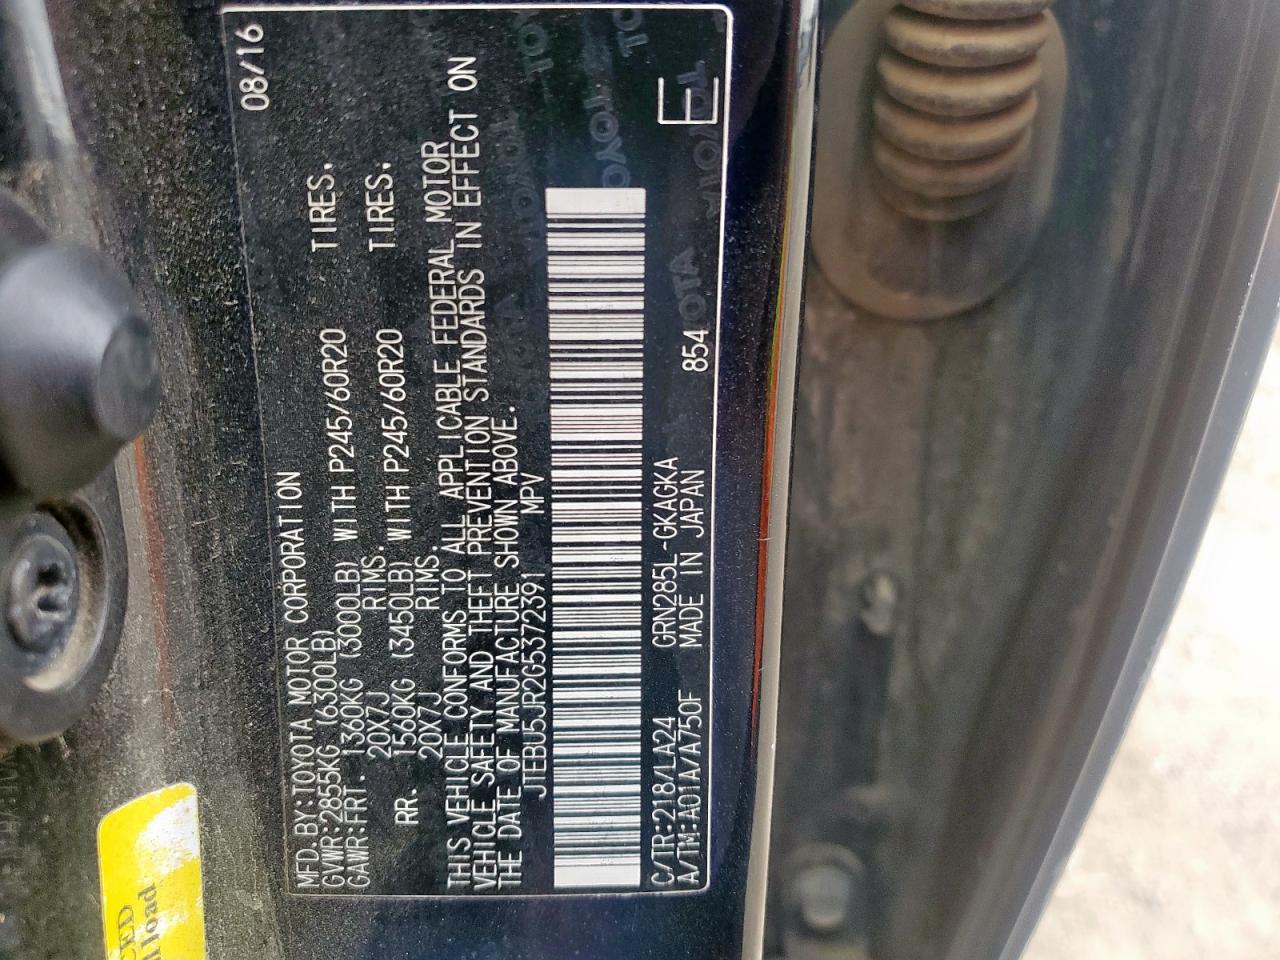 MFD. BY:TOYOTA MOTOR CORPORATION 08/16
GVWR:2855KG (6300LB)
GAWR:FRT. 1360KG (3000LB) WITH P245/60R20 TIRES.
20X7J RIMS.
RR. 1560KG (3450LB) WITH P245/60R20 TIRES.
20X7J RIMS.
THIS VEHICLE CONFORMS TO ALL APPLICABLE FEDERAL MOTOR
VEHICLE SAFETY AND THEFT PREVENTION STANDARDS IN EFFECT ON
THE DATE OF MANUFACTURE SHOWN ABOVE.
JTEBU5JR2G5372391 MPV
C/TR:218/LA24 GRN285L-GKAGKA
A/TM:A01A/A750F MADE IN JAPAN 854
E
CED
load